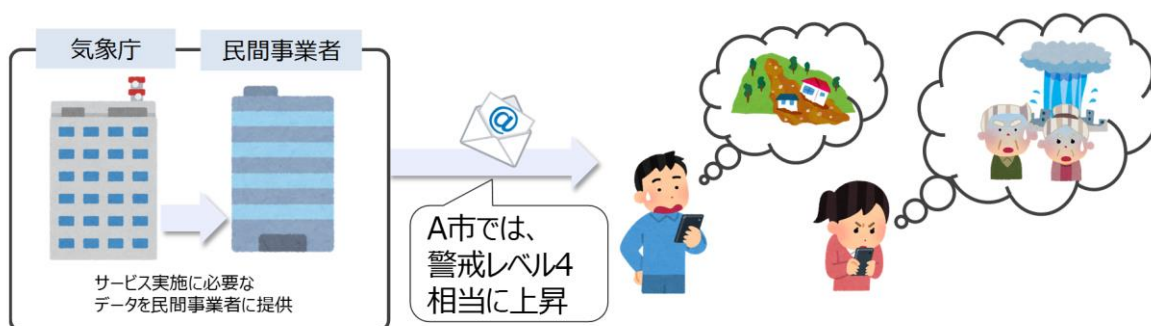 気象庁
民間事業者
サービス実施に必要な
データを民間事業者に提供
@
A市では、
警戒レベル4
相当に上昇